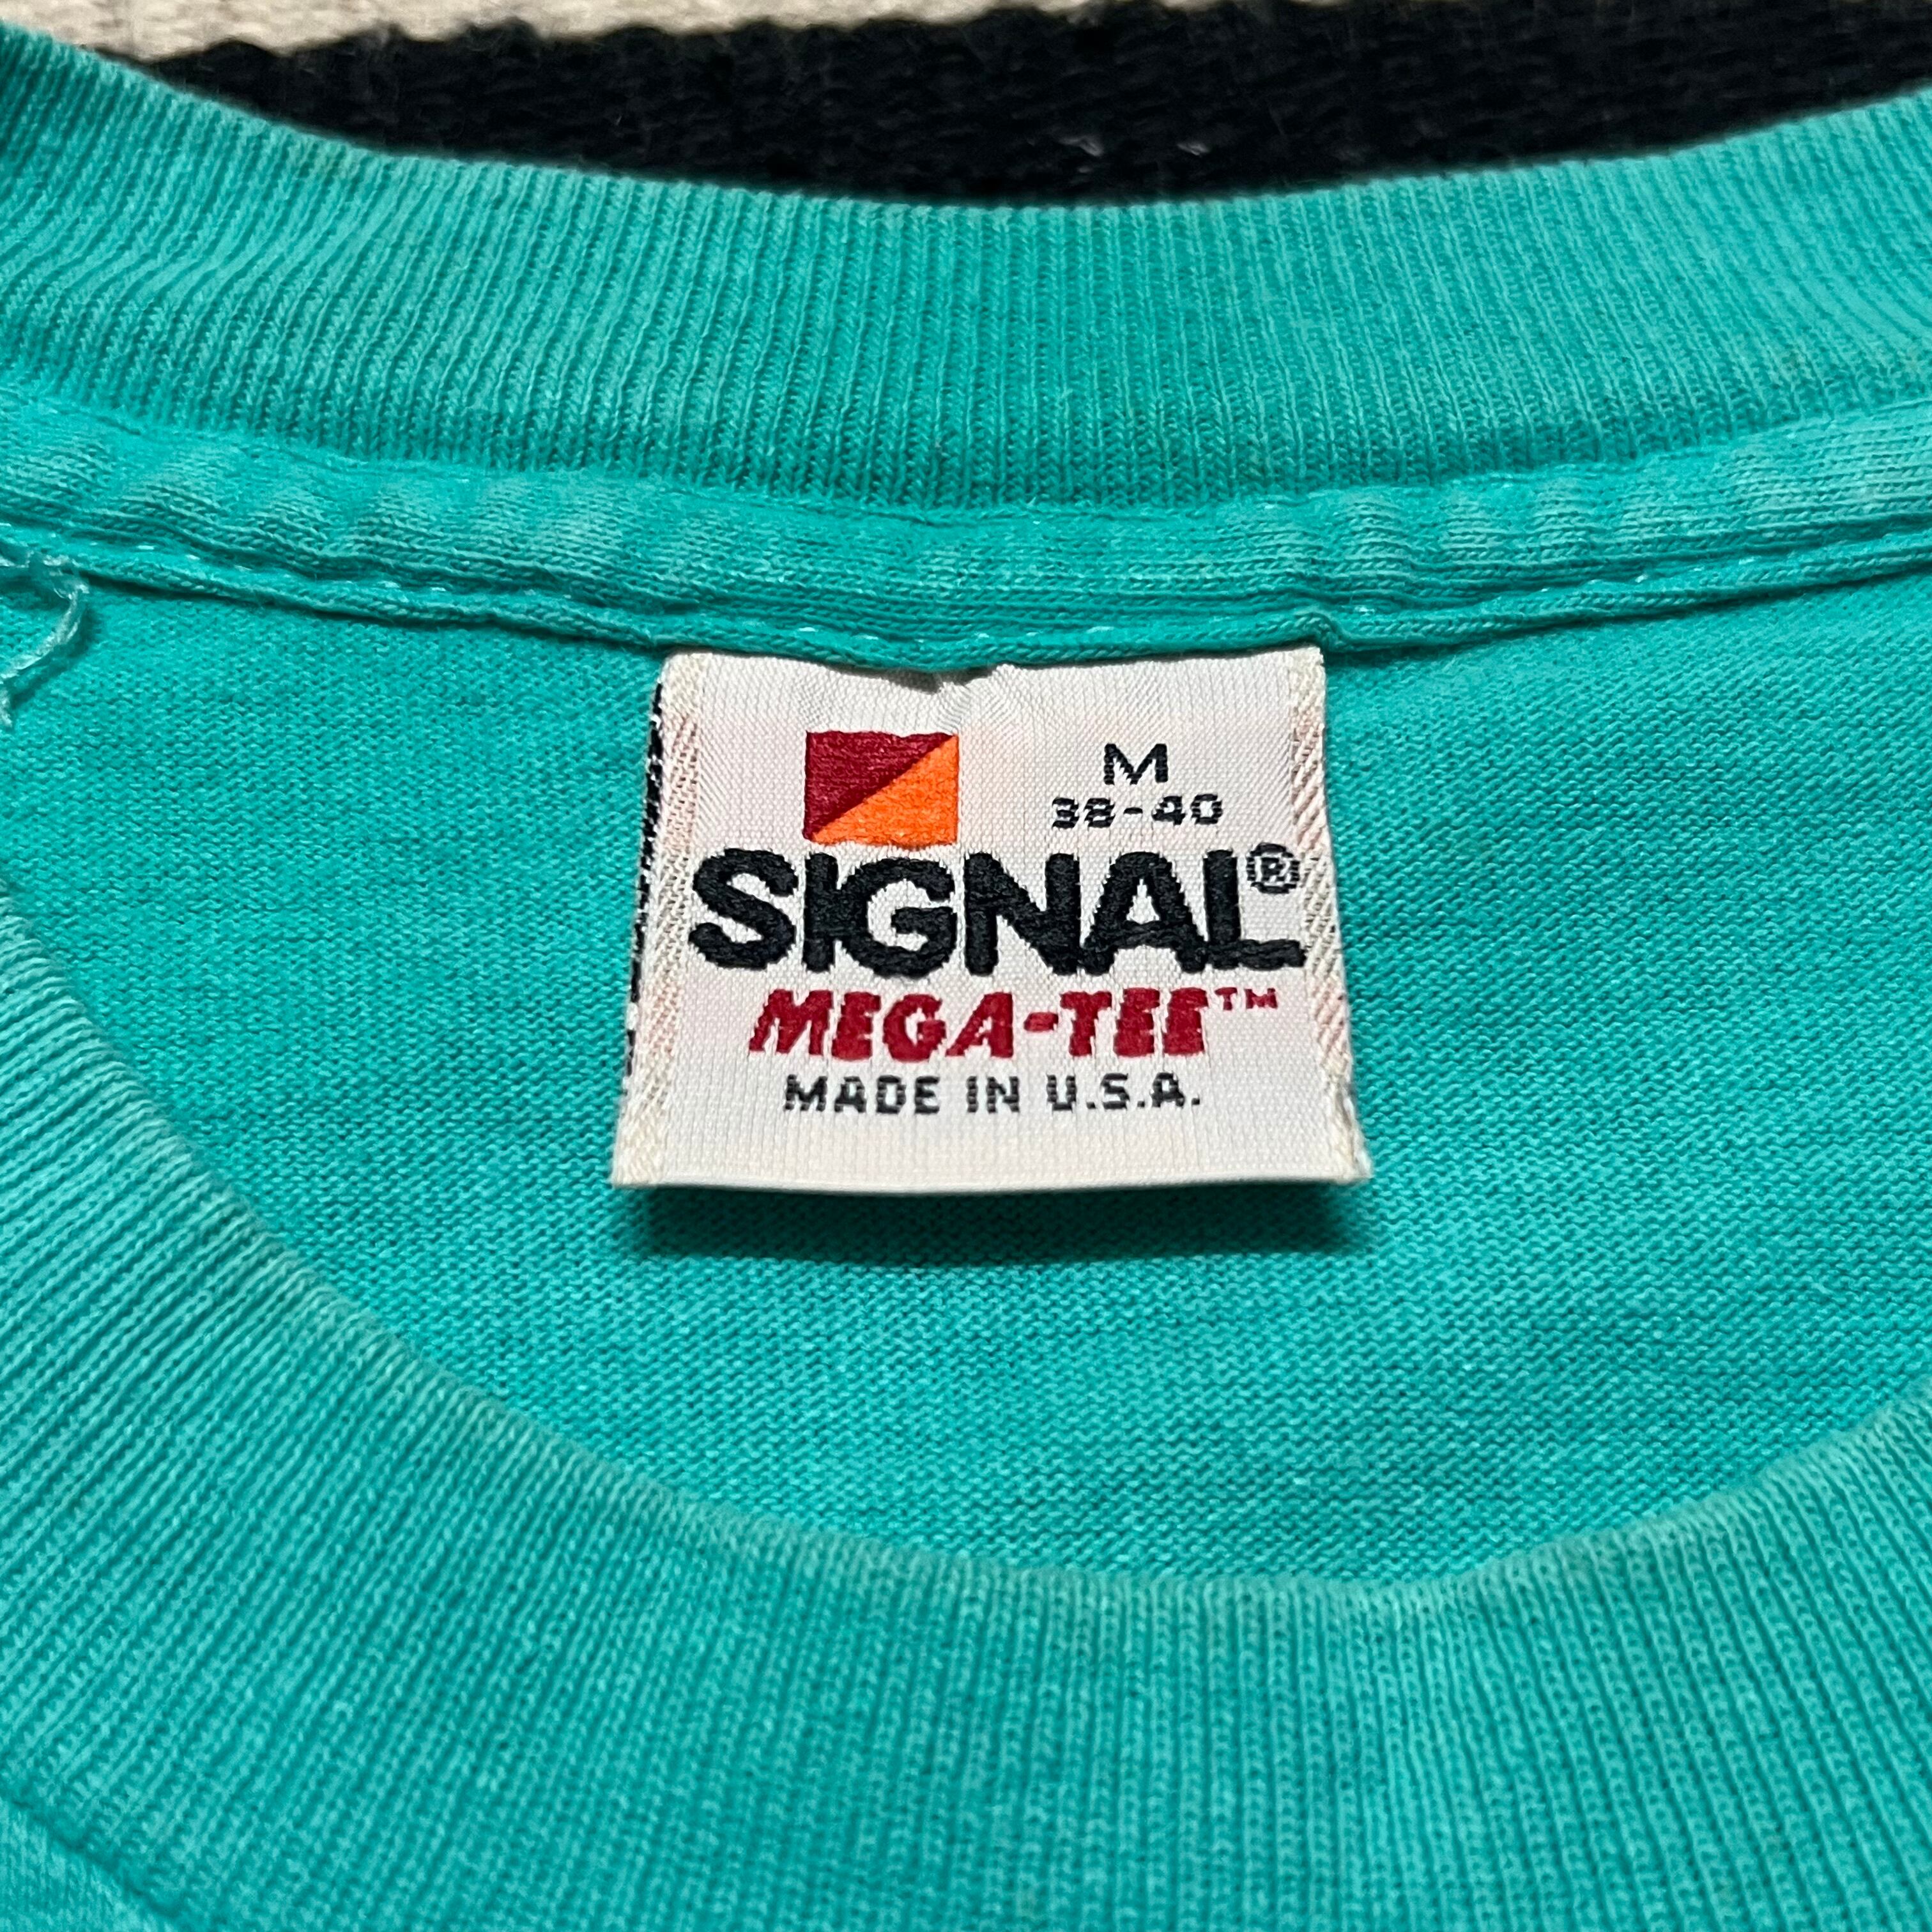 M
38-40
SIGNAL®
MEGA-TEE™
MADE IN U.S.A.